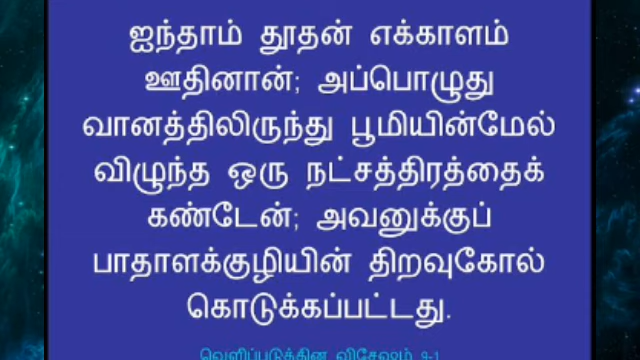 ஐந்தாம் தூதன் எக்காளம்
ஊதினான்; அப்பொழுது
வானத்திலிருந்து பூமியின்மேல்
விழுந்த ஒரு நட்சத்திரத்தைக்
கண்டேன்; அவனுக்குப்
பாதாளக்குழியின் திறவுகோல்
கொடுக்கப்பட்டது.
வெளிப்படுத்தின விசேஷம் 9-1